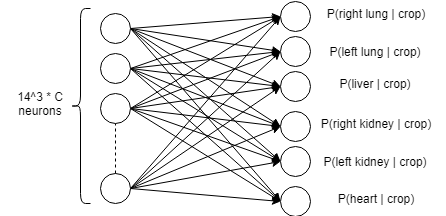 14^3 * C
neurons
P(right lung | crop)
P(left lung | crop)
P(liver | crop)
P(right kidney | crop)
P(left kidney | crop)
P(heart | crop)